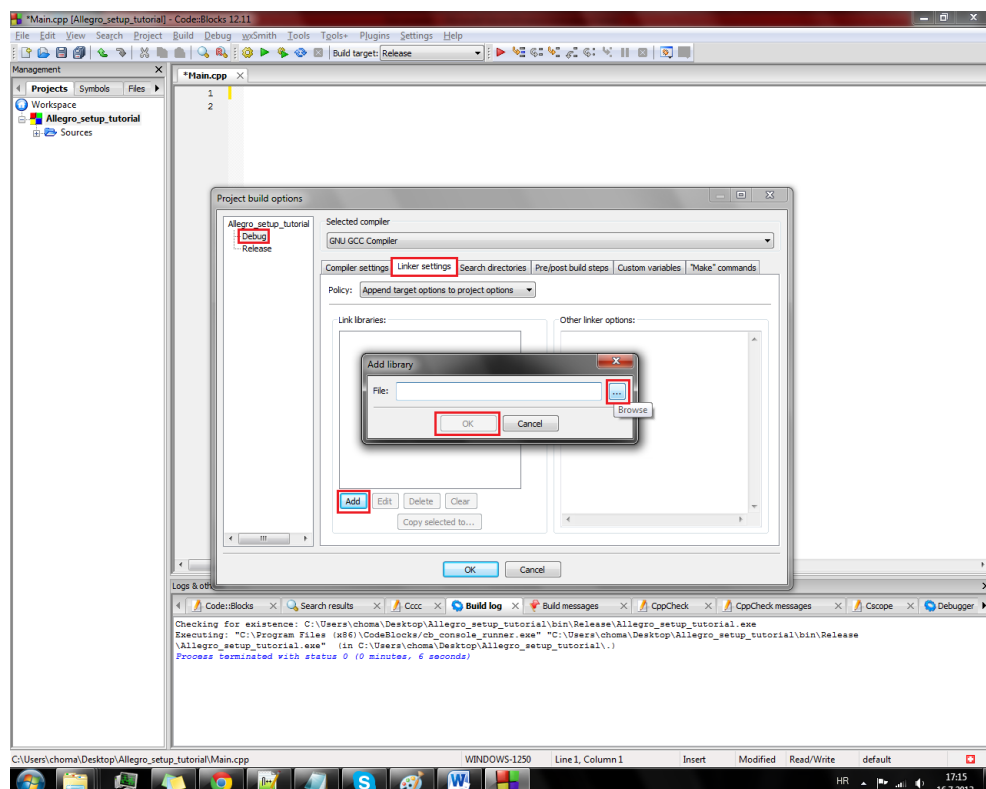 *Main.cpp [Allegro_setup_tutorial] - Code::Blocks 12.11
File Edit View Search Project Build Debug wxSmith Tools Tools+ Plugins Settings Help
Build target: Release
Management
*Main.cpp
Projects Symbols Files
1
2
Workspace
Allegro_setup_tutorial
Sources
Project build options
Allegro_setup_tutorial
Debug
Release
Selected compiler
GNU GCC Compiler
Compiler settings Linker settings Search directories Pre/post build steps Custom variables "Make" commands
Policy: Append target options to project options
Link libraries:
Other linker options:
Add library
File:
...
Browse
OK Cancel
Add Edit Delete Clear
Copy selected to...
OK Cancel
Logs & oth
Code::Blocks Search results Cccc Build log Build messages CppCheck CppCheck messages Cscope Debugger
Checking for existence: C:\Users\choma\Desktop\Allegro_setup_tutorial\bin\Release\Allegro_setup_tutorial.exe
Executing: "C:\Program Files (x86)\CodeBlocks/cb_console_runner.exe" "C:\Users\choma\Desktop\Allegro_setup_tutorial\bin\Release
\Allegro_setup_tutorial.exe" (in C:\Users\choma\Desktop\Allegro_setup_tutorial\.)
Process terminated with status 0 (0 minutes, 6 seconds)
C:\Users\choma\Desktop\Allegro_setup_tutorial\Main.cpp WINDOWS-1250 Line 1, Column 1 Insert Modified Read/Write default
HR
17:15